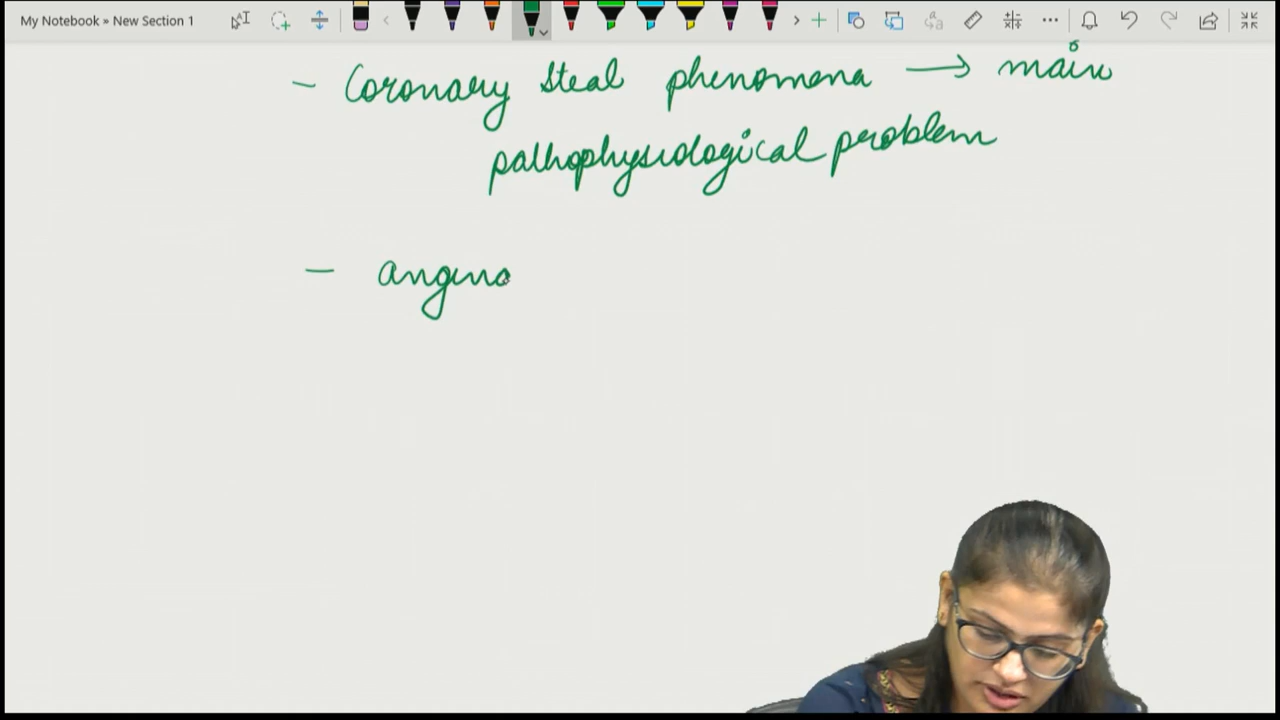 My Notebook » New Section 1
- Coronary Steal phenomena → main
pathophysiological problem
- angina